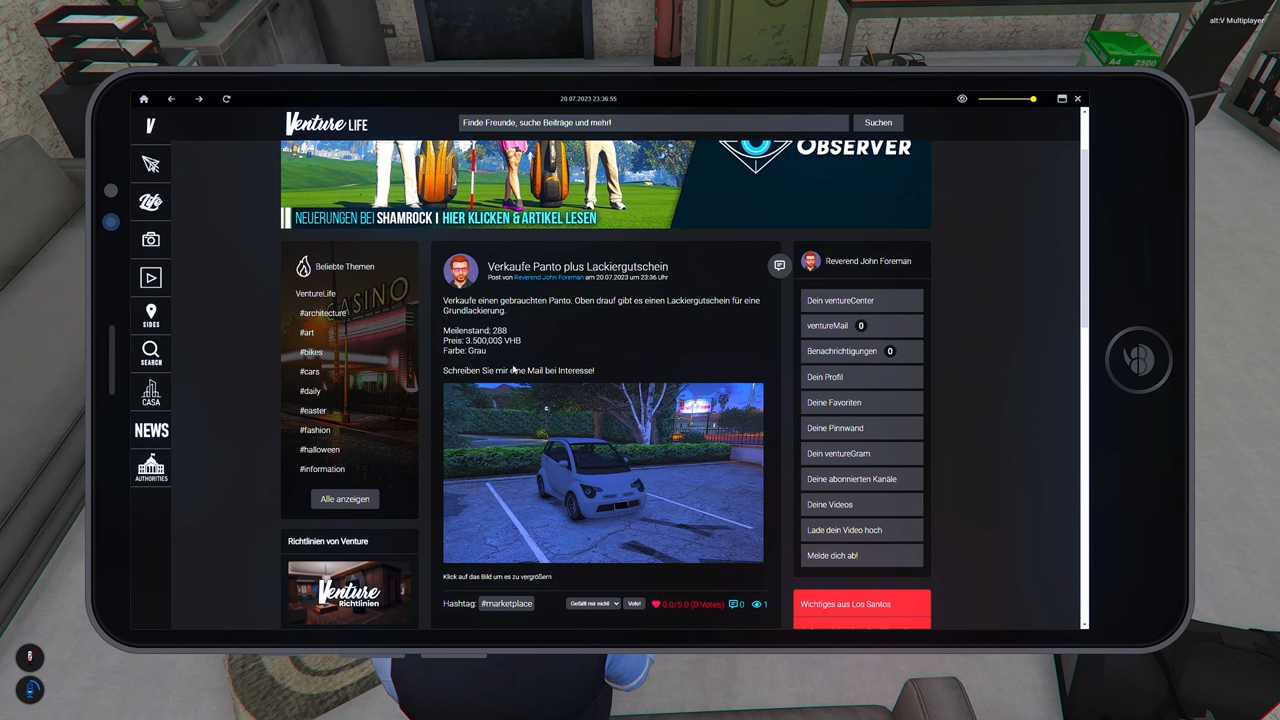 alt:V Multiplayer
A4 2500
20.07.2023 23:36:55
V
Venture LIFE
Finde Freunde, suche Beiträge und mehr!
Suchen
OBSERVER
NEUERUNGEN BEI SHAMROCK | HIER KLICKEN & ARTIKEL LESEN
Life
SIDES
SEARCH
CASA
NEWS
AUTHORITIES
Beliebte Themen
CASINO
VentureLife
#architecture
#art
#bikes
#cars
#daily
#easter
#fashion
#halloween
#information
Alle anzeigen
Richtlinien von Venture
Venture
Richtlinien
Verkaufe Panto plus Lackiergutschein
Post von Reverend John Foreman am 20.07.2023 um 23:36 Uhr
Verkaufe einen gebrauchten Panto. Oben drauf gibt es einen Lackiergutschein für eine
Grundlackierung.
Meilenstand: 288
Preis: 3.500,00$ VHB
Farbe: Grau
Schreiben Sie mir eine Mail bei Interesse!
Klick auf das Bild um es zu vergrößern
Hashtag: #marketplace
Gefällt mir nicht!
Vote!
0.0/5.0 (0 Votes)
0
1
Reverend John Foreman
Dein ventureCenter
ventureMail 0
Benachrichtigungen 0
Dein Profil
Deine Favoriten
Deine Pinnwand
Dein ventureGram
Deine abonnierten Kanäle
Deine Videos
Lade dein Video hoch
Melde dich ab!
Wichtiges aus Los Santos